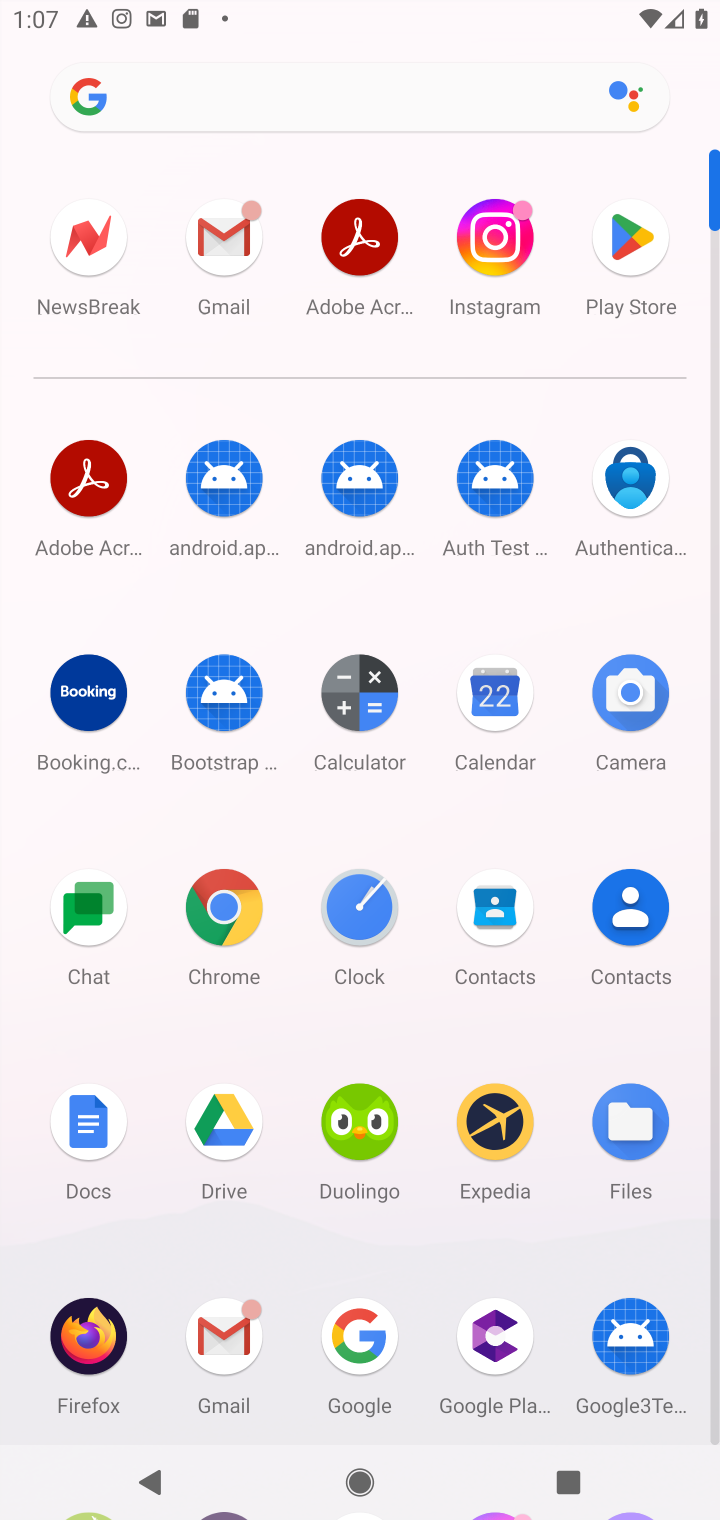 1:07
NewsBreak Gmail Adobe Acr... Instagram Play Store
Adobe Acr... android.ap... android.ap... Auth Test ... Authentica...
Booking
22
Booking.c... Bootstrap ... Calculator Calendar Camera
Chat Chrome Clock Contacts Contacts
Docs Drive Duolingo Expedia Files
Firefox Gmail Google Google Pla... Google3Te...